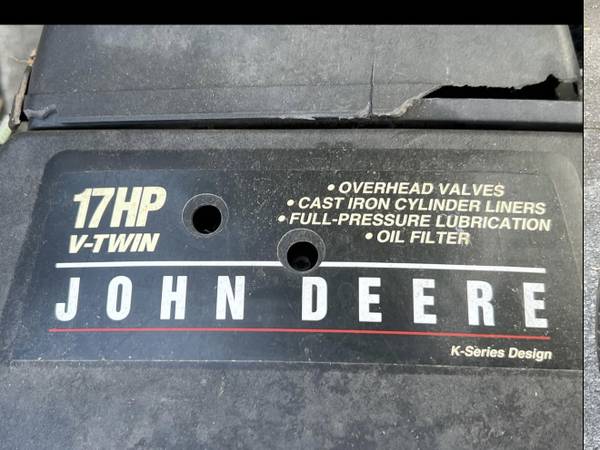 17HP
V-TWIN
• OVERHEAD VALVES
• CAST IRON CYLINDER LINERS
• FULL-PRESSURE LUBRICATION
• OIL FILTER
JOHN DEERE
K-Series Design